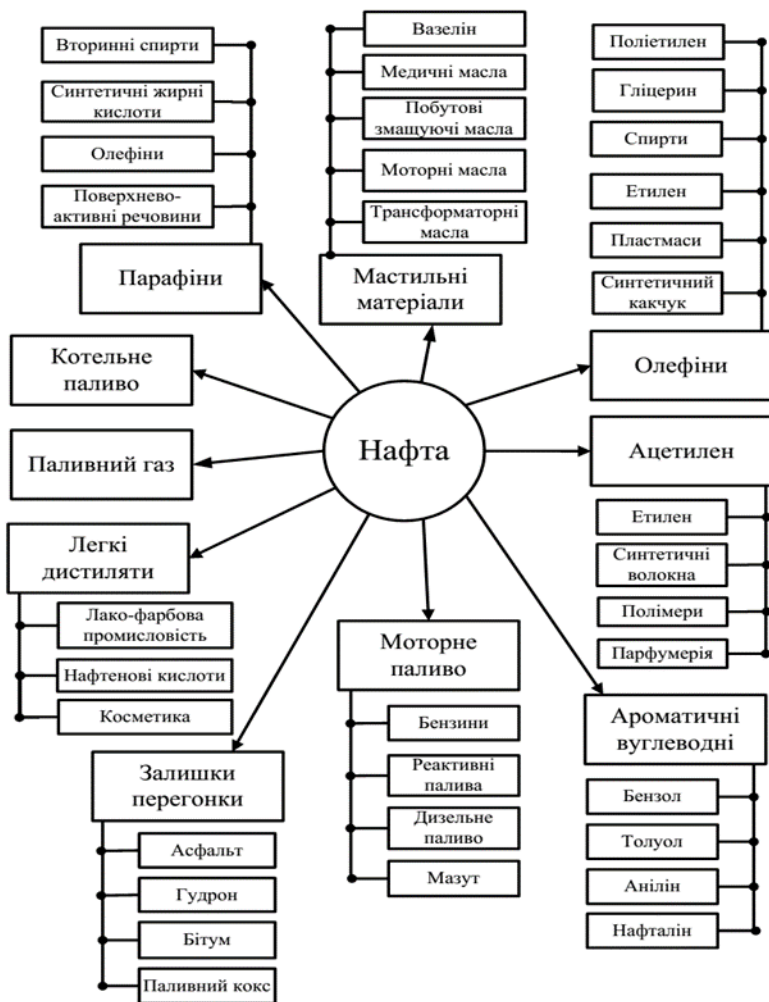 Вторинні спирти
Синтетичні жирні
кислоти
Олефіни
Поверхнево-
активні речовини
Парафіни
Вазелін
Медичні масла
Побутові
змащуючі масла
Моторні масла
Трансформаторні
масла
Мастильні
матеріали
Поліетилен
Гліцерин
Спирти
Етилен
Пластмаси
Синтетичний
какчук
Олефіни
Котельне
паливо
Паливний газ
Нафта
Ацетилен
Етилен
Синтетичні
волокна
Полімери
Парфумерія
Легкі
дистиляти
Лако-фарбова
промисловість
Нафтенові кислоти
Косметика
Залишки
перегонки
Асфальт
Гудрон
Бітум
Паливний кокс
Моторне
паливо
Бензини
Реактивні
палива
Дизельне
паливо
Мазут
Ароматичні
вуглеводні
Бензол
Толуол
Анілін
Нафталін